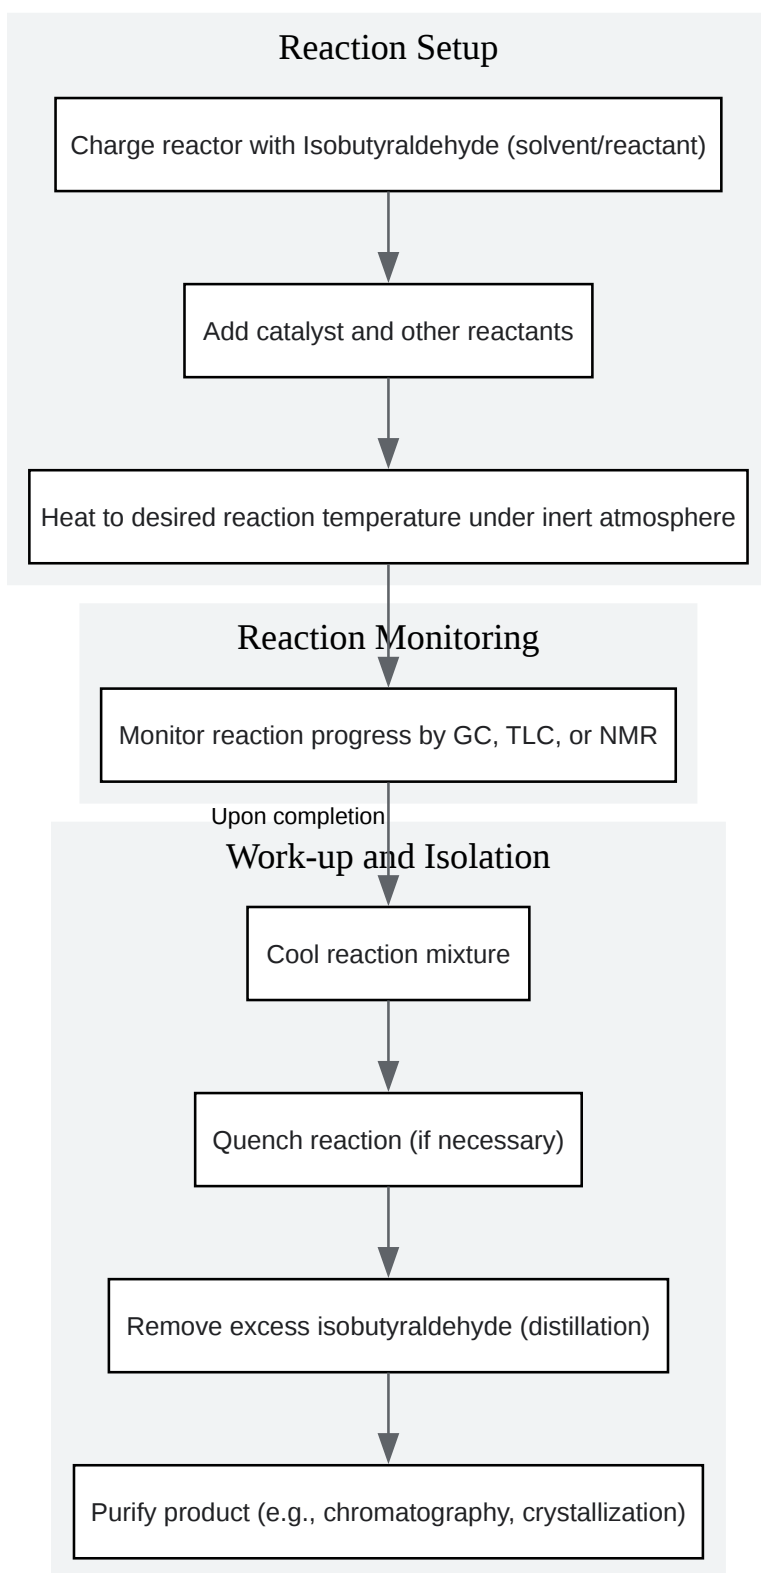 Reaction Setup
Charge reactor with Isobutyraldehyde (solvent/reactant)
Add catalyst and other reactants
Heat to desired reaction temperature under inert atmosphere
Reaction Monitoring
Monitor reaction progress by GC, TLC, or NMR
Upon completion
Work-up and Isolation
Cool reaction mixture
Quench reaction (if necessary)
Remove excess isobutyraldehyde (distillation)
Purify product (e.g., chromatography, crystallization)